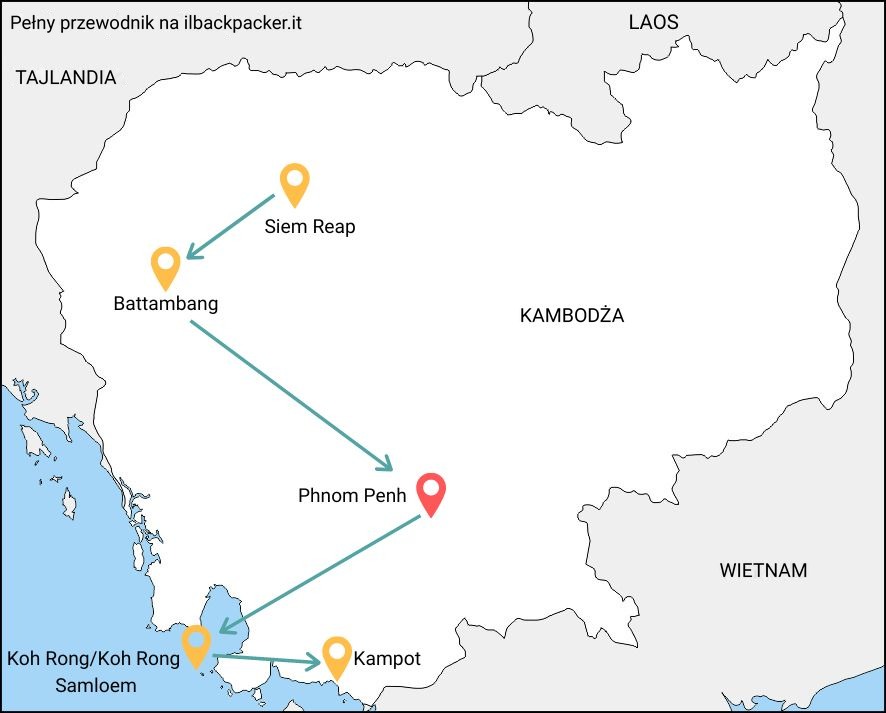 Pełny przewodnik na ilbackpacker.it
LAOS
TAJLANDIA
Siem Reap
Battambang
KAMBODŻA
Phnom Penh
WIETNAM
Koh Rong/Koh Rong
Samloem
Kampot